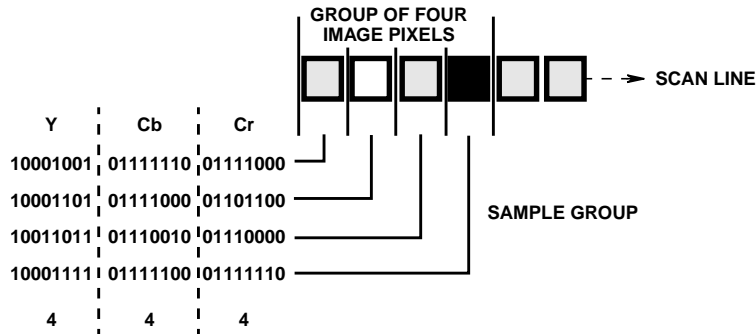 GROUP OF FOUR
IMAGE PIXELS
SCAN LINE
Y Cb Cr
10001001 01111110 01111000
10001101 01111000 01101100
SAMPLE GROUP
10011011 01110010 01110000
10001111 01111100 01111110
4 4 4